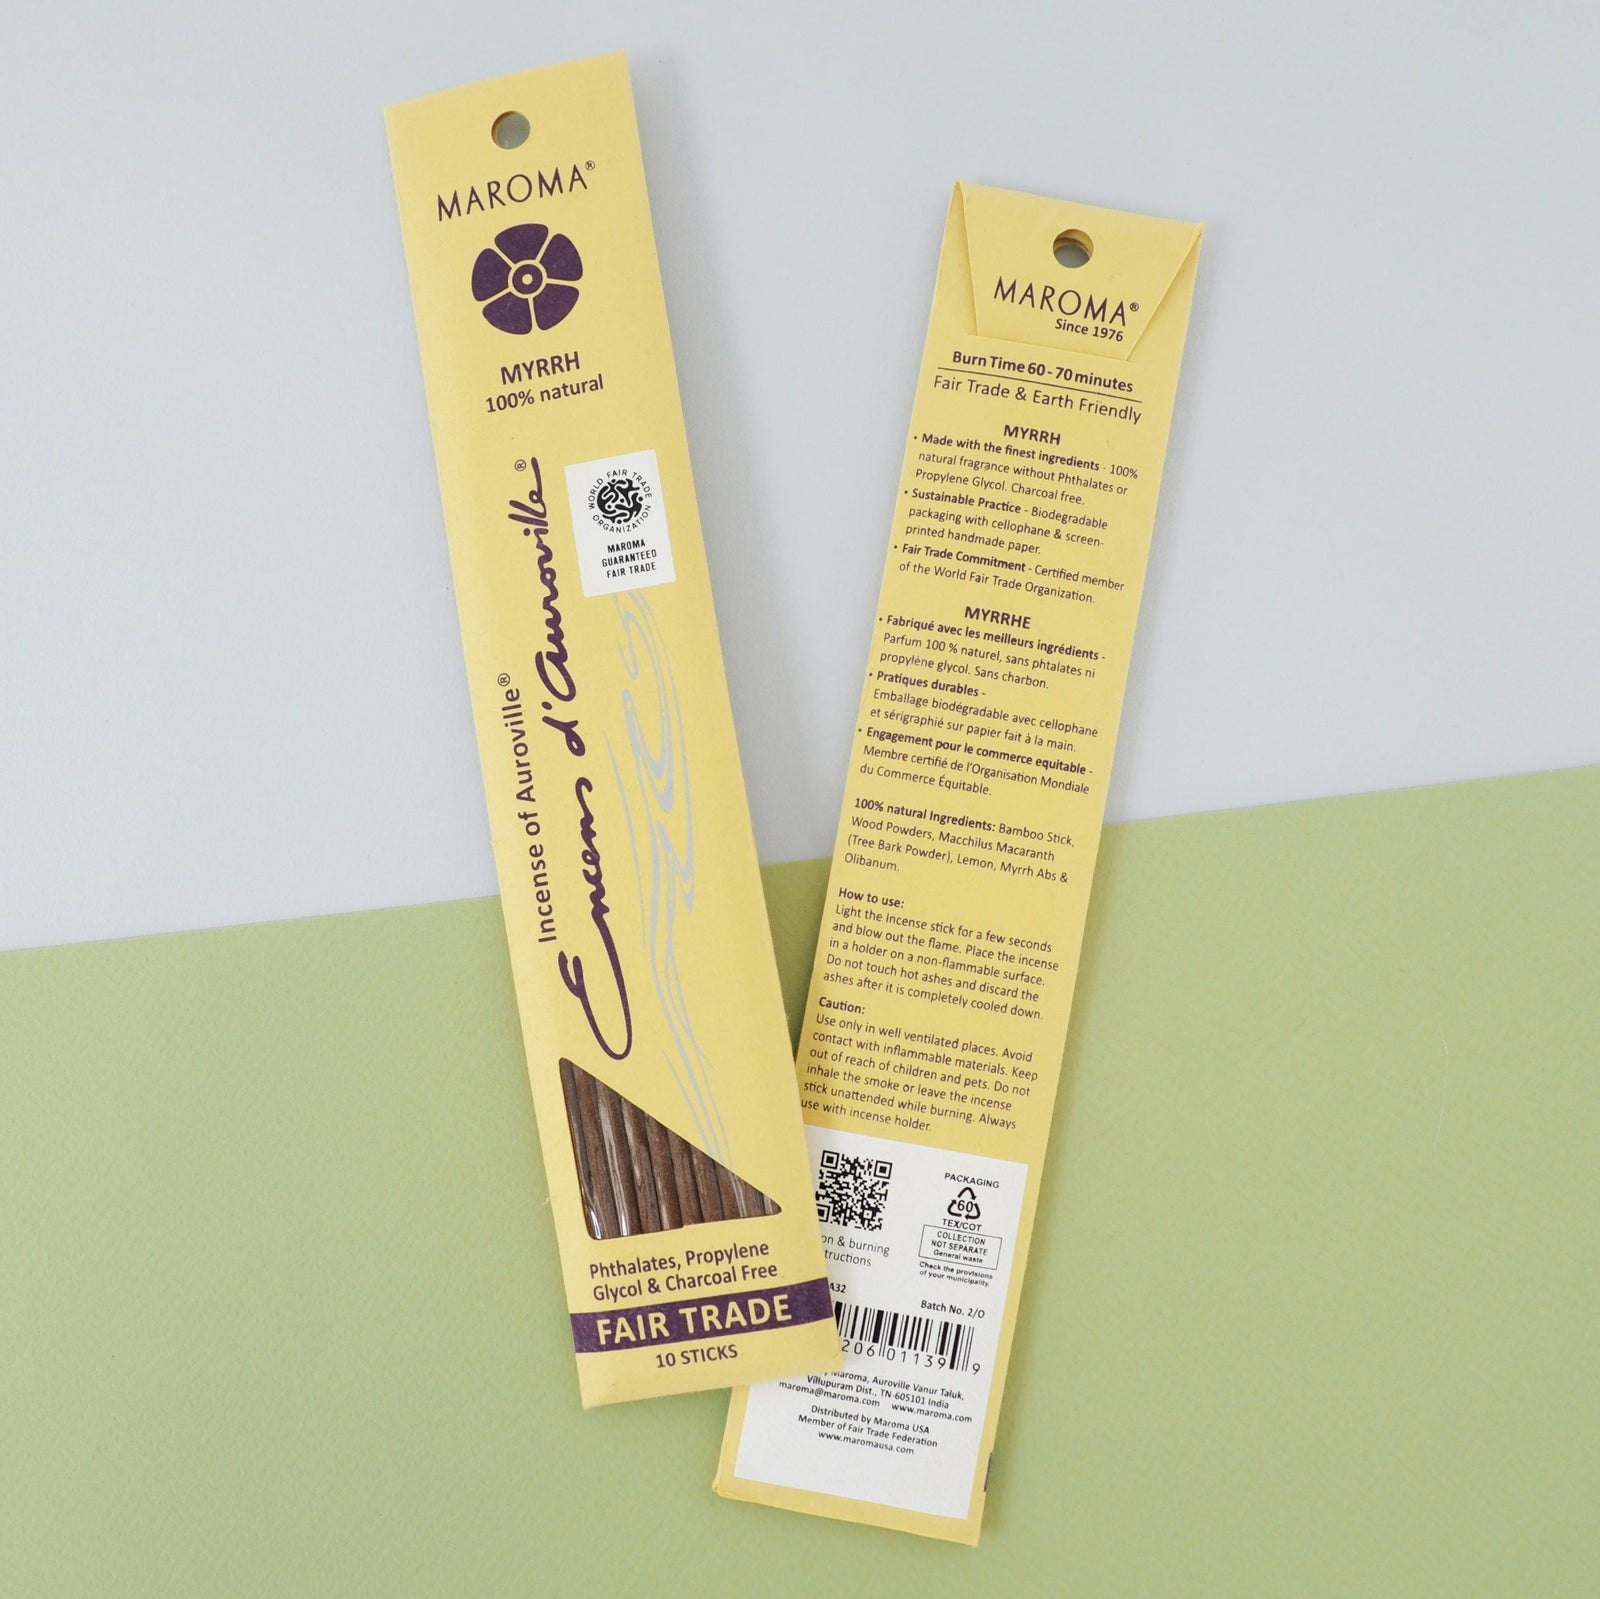 MAROMA®
MYRRH
100% natural
Incense of Auroville®
Encens d'Auroville®
WORLD FAIR TRADE ORGANIZATION
MAROMA
GUARANTEED
FAIR TRADE
Phthalates, Propylene
Glycol & Charcoal Free
FAIR TRADE
10 STICKS
MAROMA®
Since 1976
Burn Time 60 - 70 minutes
Fair Trade & Earth Friendly
MYRRH
• Made with the finest ingredients - 100%
natural fragrance without Phthalates or
Propylene Glycol. Charcoal free.
• Sustainable Practice - Biodegradable
packaging with cellophane & screen-
printed handmade paper.
• Fair Trade Commitment - Certified member
of the World Fair Trade Organization.
MYRRHE
• Fabriqué avec les meilleurs ingrédients -
Parfum 100 % naturel, sans phtalates ni
propylène glycol. Sans charbon.
• Pratiques durables -
Emballage biodégradable avec cellophane
et sérigraphié sur papier fait à la main.
• Engagement pour le commerce equitable -
Membre certifié de l'Organisation Mondiale
du Commerce Équitable.
100% natural Ingredients: Bamboo Stick,
Wood Powders, Macchilus Macaranth
(Tree Bark Powder), Lemon, Myrrh Abs &
Olibanum.
How to use:
Light the Incense stick for a few seconds
and blow out the flame. Place the incense
in a holder on a non-flammable surface.
Do not touch hot ashes and discard the
ashes after it is completely cooled down.
Caution:
Use only in well ventilated places. Avoid
contact with inflammable materials. Keep
out of reach of children and pets. Do not
inhale the smoke or leave the incense
stick unattended while burning. Always
use with incense holder.
PACKAGING
60
TEX/COT
COLLECTION
NOT SEPARATE
General waste
Check the provisions
of your municipality.
& burning
A32
Batch No. 2/O
206 01139 9
Maroma, Auroville Vanur Taluk,
Villupuram Dist., TN-605101 India
maroma@maroma.com www.maroma.com
Distributed by Maroma USA
Member of Fair Trade Federation
www.maromausa.com